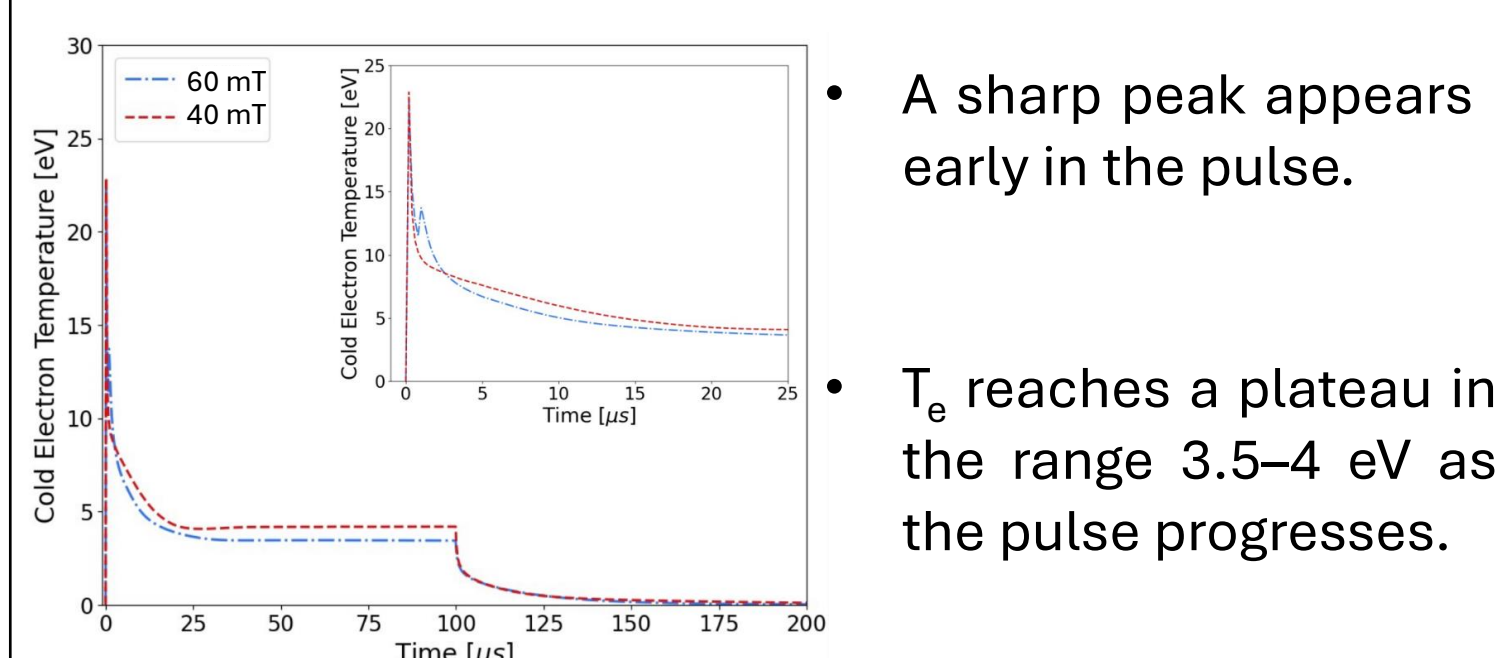 30
25
20
15
10
5
0
Cold Electron Temperature [eV]
60 mT
40 mT
25
20
15
10
5
0
Cold Electron Temperature [eV]
0 5 10 15 20 25
Time [μs]
0 25 50 75 100 125 150 175 200
Time [μs]
• A sharp peak appears
early in the pulse.
• Te reaches a plateau in
the range 3.5–4 eV as
the pulse progresses.